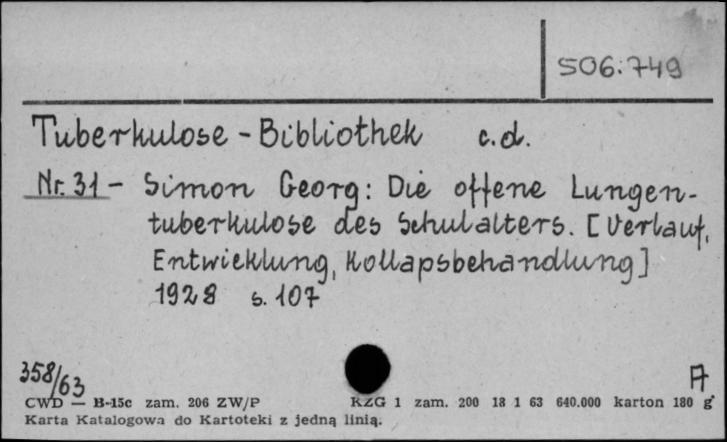 506.749
Tuberkulose - Bibliothek c.d.
Nr. 31 - Simon Georg: Die offene Lungen-
tuberkulose des Schulalters. [Verlauf,
Entwicklung, Kollapsbehandlung]
1928 s. 107
358/63
A
CWD — B-15c zam. 206 ZW/P KZG 1 zam. 200 18 1 63 640.000 karton 180 g
Karta Katalogowa do Kartoteki z jedną linią.